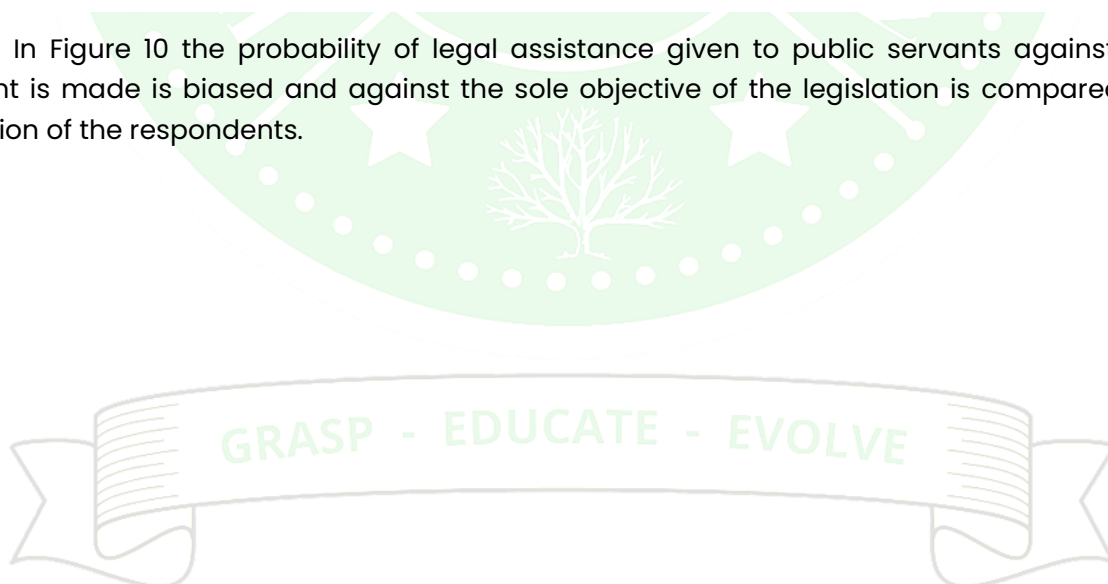 In Figure 10 the probability of legal assistance given to public servants against
nt is made is biased and against the sole objective of the legislation is compared
ion of the respondents.
GRASP - EDUCATE - EVOLVE